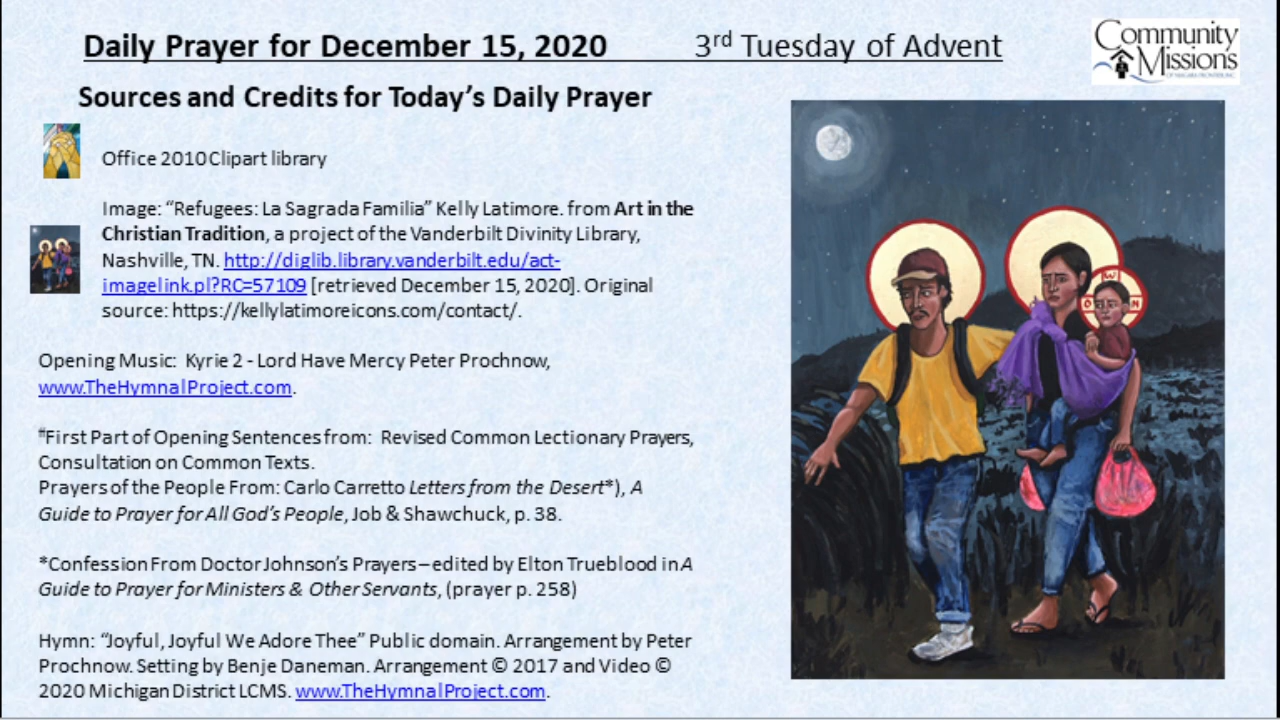 Daily Prayer for December 15, 2020 3rd Tuesday of Advent
Community
Missions
OF NIAGARA FRONTIER, INC
Sources and Credits for Today's Daily Prayer
Office 2010 Clipart library
Image: “Refugees: La Sagrada Familia” Kelly Latimore. from Art in the
Christian Tradition, a project of the Vanderbilt Divinity Library,
Nashville, TN. http://diglib.library.vanderbilt.edu/act-
imagelink.pl?RC=57109 [retrieved December 15, 2020]. Original
source: https://kellylatimoreicons.com/contact/.
Opening Music: Kyrie 2 - Lord Have Mercy Peter Prochnow,
www.TheHymnalProject.com.
#First Part of Opening Sentences from: Revised Common Lectionary Prayers,
Consultation on Common Texts.
Prayers of the People From: Carlo Carretto Letters from the Desert*), A
Guide to Prayer for All God's People, Job & Shawchuck, p. 38.
*Confession From Doctor Johnson's Prayers – edited by Elton Trueblood in A
Guide to Prayer for Ministers & Other Servants, (prayer p. 258)
Hymn: “Joyful, Joyful We Adore Thee” Public domain. Arrangement by Peter
Prochnow. Setting by Benje Daneman. Arrangement © 2017 and Video ©
2020 Michigan District LCMS. www.TheHymnalProject.com.
W
O N